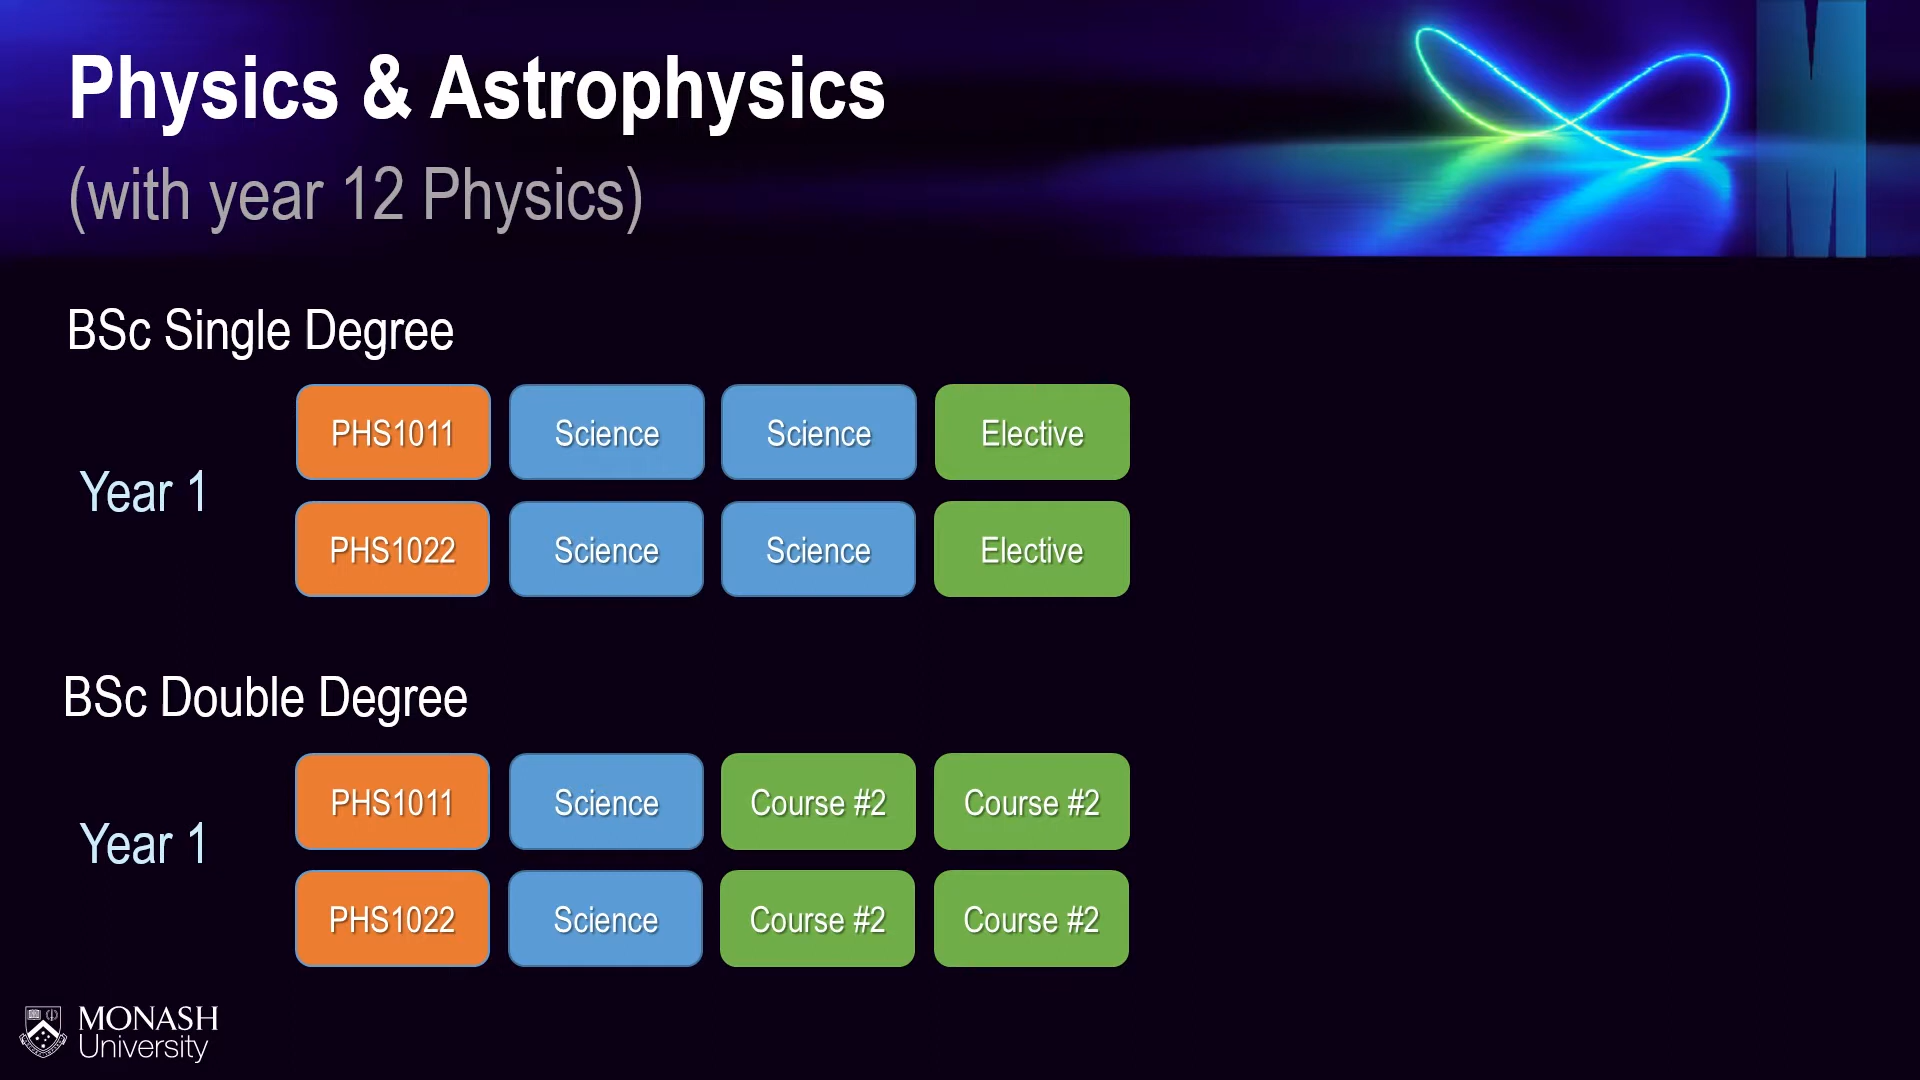 Physics & Astrophysics
(with year 12 Physics)
BSc Single Degree
Year 1
PHS1011 Science Science Elective
PHS1022 Science Science Elective
BSc Double Degree
Year 1
PHS1011 Science Course #2 Course #2
PHS1022 Science Course #2 Course #2
MONASH
University